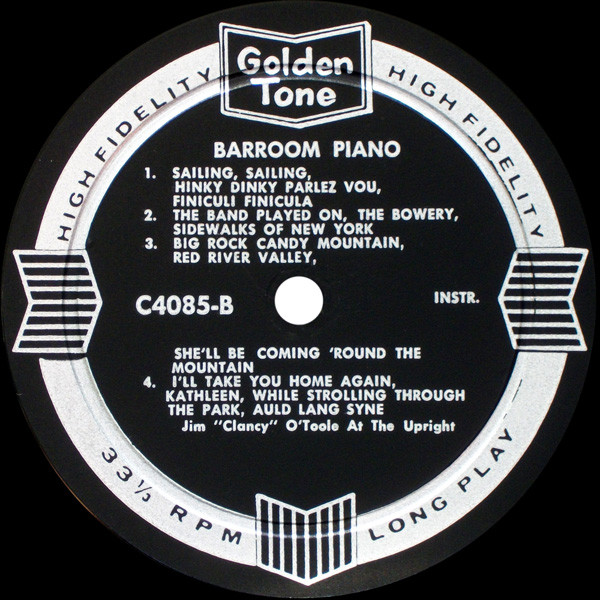 Golden
Tone
HIGH FIDELITY
HIGH FIDELITY
BARROOM PIANO
1. SAILING, SAILING,
HINKY DINKY PARLEZ VOU,
FINICULI FINICULA
2. THE BAND PLAYED ON, THE BOWERY,
SIDEWALKS OF NEW YORK
3. BIG ROCK CANDY MOUNTAIN,
RED RIVER VALLEY,
C4085-B
INSTR.
SHE'LL BE COMING 'ROUND THE
MOUNTAIN
4. I'LL TAKE YOU HOME AGAIN,
KATHLEEN, WHILE STROLLING THROUGH
THE PARK, AULD LANG SYNE
Jim "Clancy" O'Toole At The Upright
33⅓ RPM
LONG PLAY